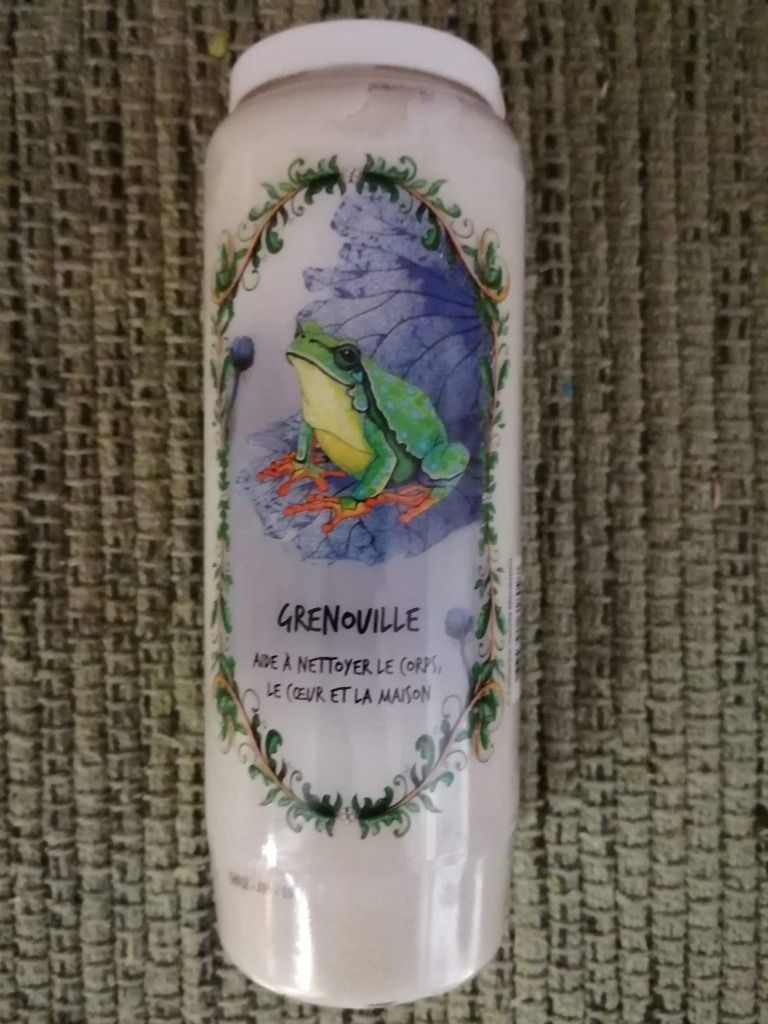 GRENOUILLE
AIDE À NETTOYER LE CORPS,
LE CŒUR ET LA MAISON